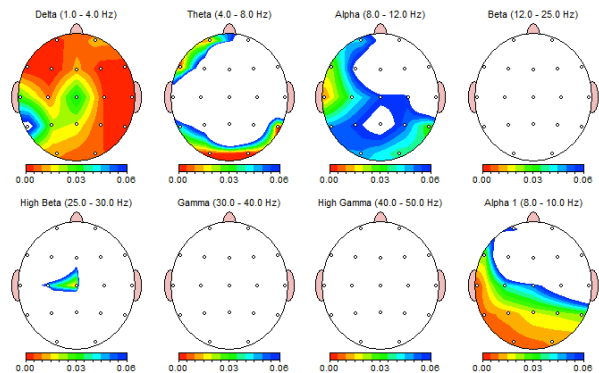 Delta (1.0 - 4.0 Hz) Theta (4.0 - 8.0 Hz) Alpha (8.0 - 12.0 Hz) Beta (12.0 - 25.0 Hz)
0.00 0.03 0.06 0.00 0.03 0.06 0.00 0.03 0.06 0.00 0.03 0.06
High Beta (25.0 - 30.0 Hz) Gamma (30.0 - 40.0 Hz) High Gamma (40.0 - 50.0 Hz) Alpha 1 (8.0 - 10.0 Hz)
0.00 0.03 0.06 0.00 0.03 0.06 0.00 0.03 0.06 0.00 0.03 0.06